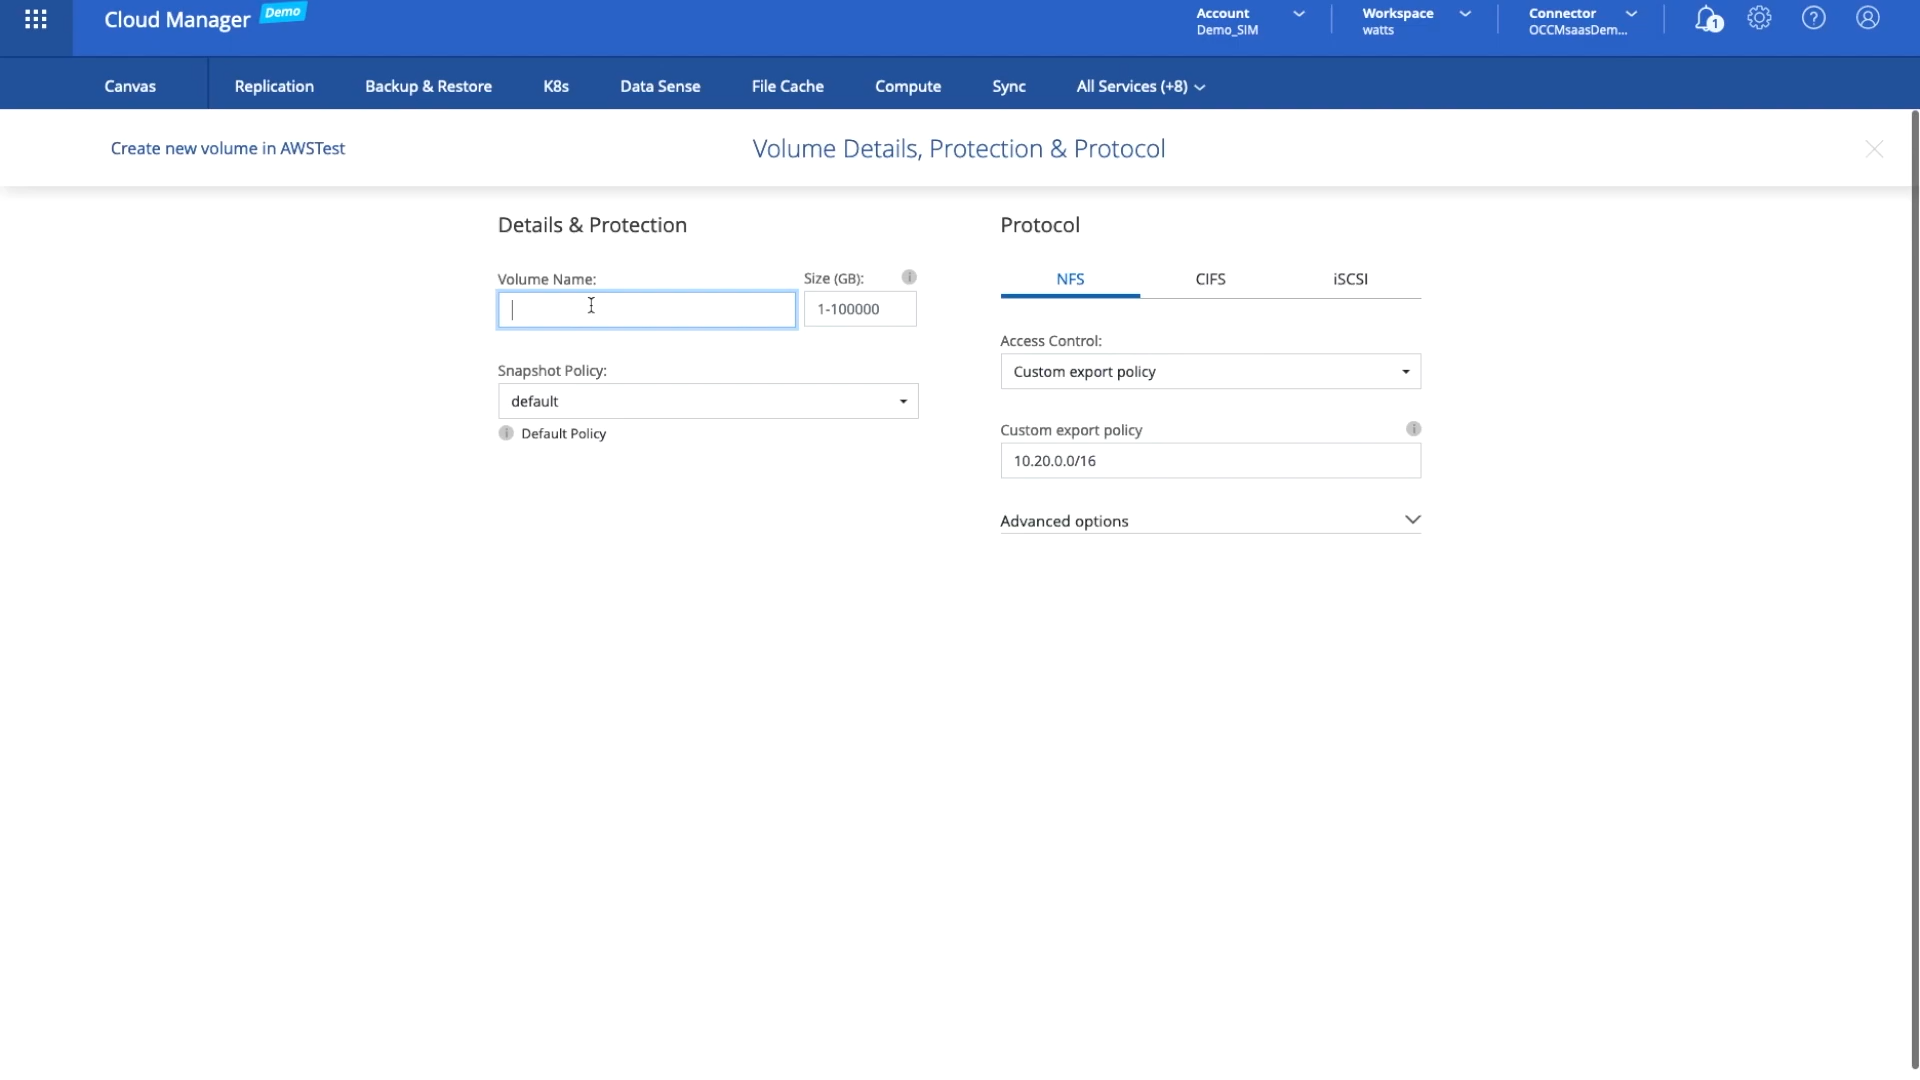 Cloud Manager Demo
Account
Demo_SIM
Workspace
watts
Connector
OCCMsaasDem...
1
Canvas
Replication
Backup & Restore
K8s
Data Sense
File Cache
Compute
Sync
All Services (+8)
Create new volume in AWSTest
Volume Details, Protection & Protocol
Details & Protection
Volume Name:
Size (GB):
1-100000
Snapshot Policy:
default
Default Policy
Protocol
NFS
CIFS
iSCSI
Access Control:
Custom export policy
Custom export policy
10.20.0.0/16
Advanced options